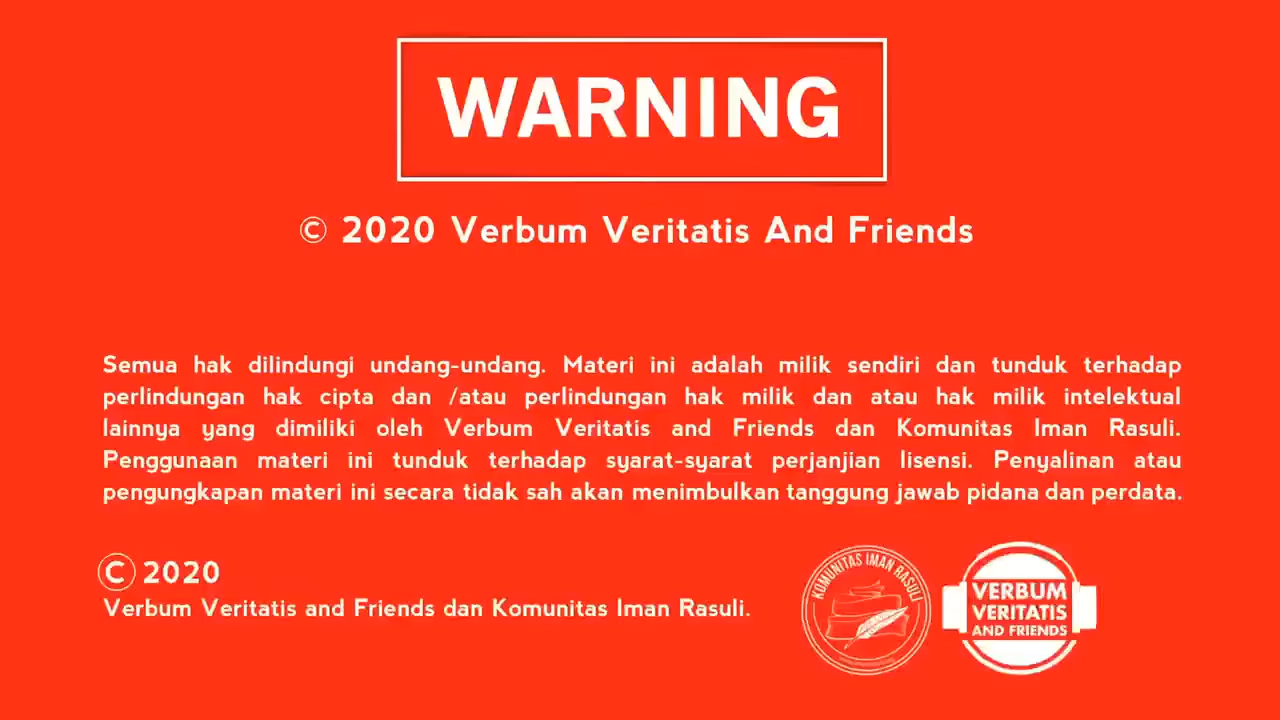 WARNING
© 2020 Verbum Veritatis And Friends
Semua hak dilindungi undang-undang. Materi ini adalah milik sendiri dan tunduk terhadap
perlindungan hak cipta dan /atau perlindungan hak milik dan atau hak milik intelektual
lainnya yang dimiliki oleh Verbum Veritatis and Friends dan Komunitas Iman Rasuli.
Penggunaan materi ini tunduk terhadap syarat-syarat perjanjian lisensi. Penyalinan atau
pengungkapan materi ini secara tidak sah akan menimbulkan tanggung jawab pidana dan perdata.
© 2020
Verbum Veritatis and Friends dan Komunitas Iman Rasuli.
KOMUNITAS IMAN RASULI
VERBUM
VERITATIS
AND FRIENDS